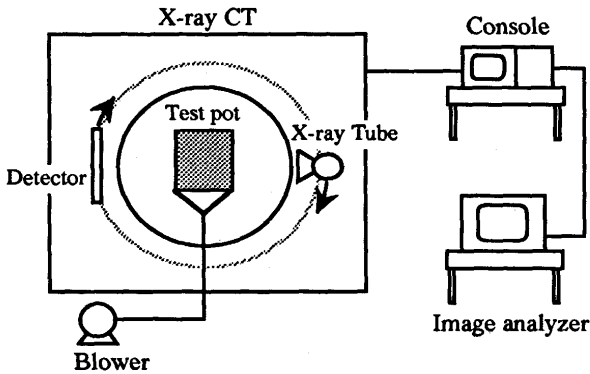 X-ray CT
Console
Test pot
X-ray Tube
Detector
Image analyzer
Blower